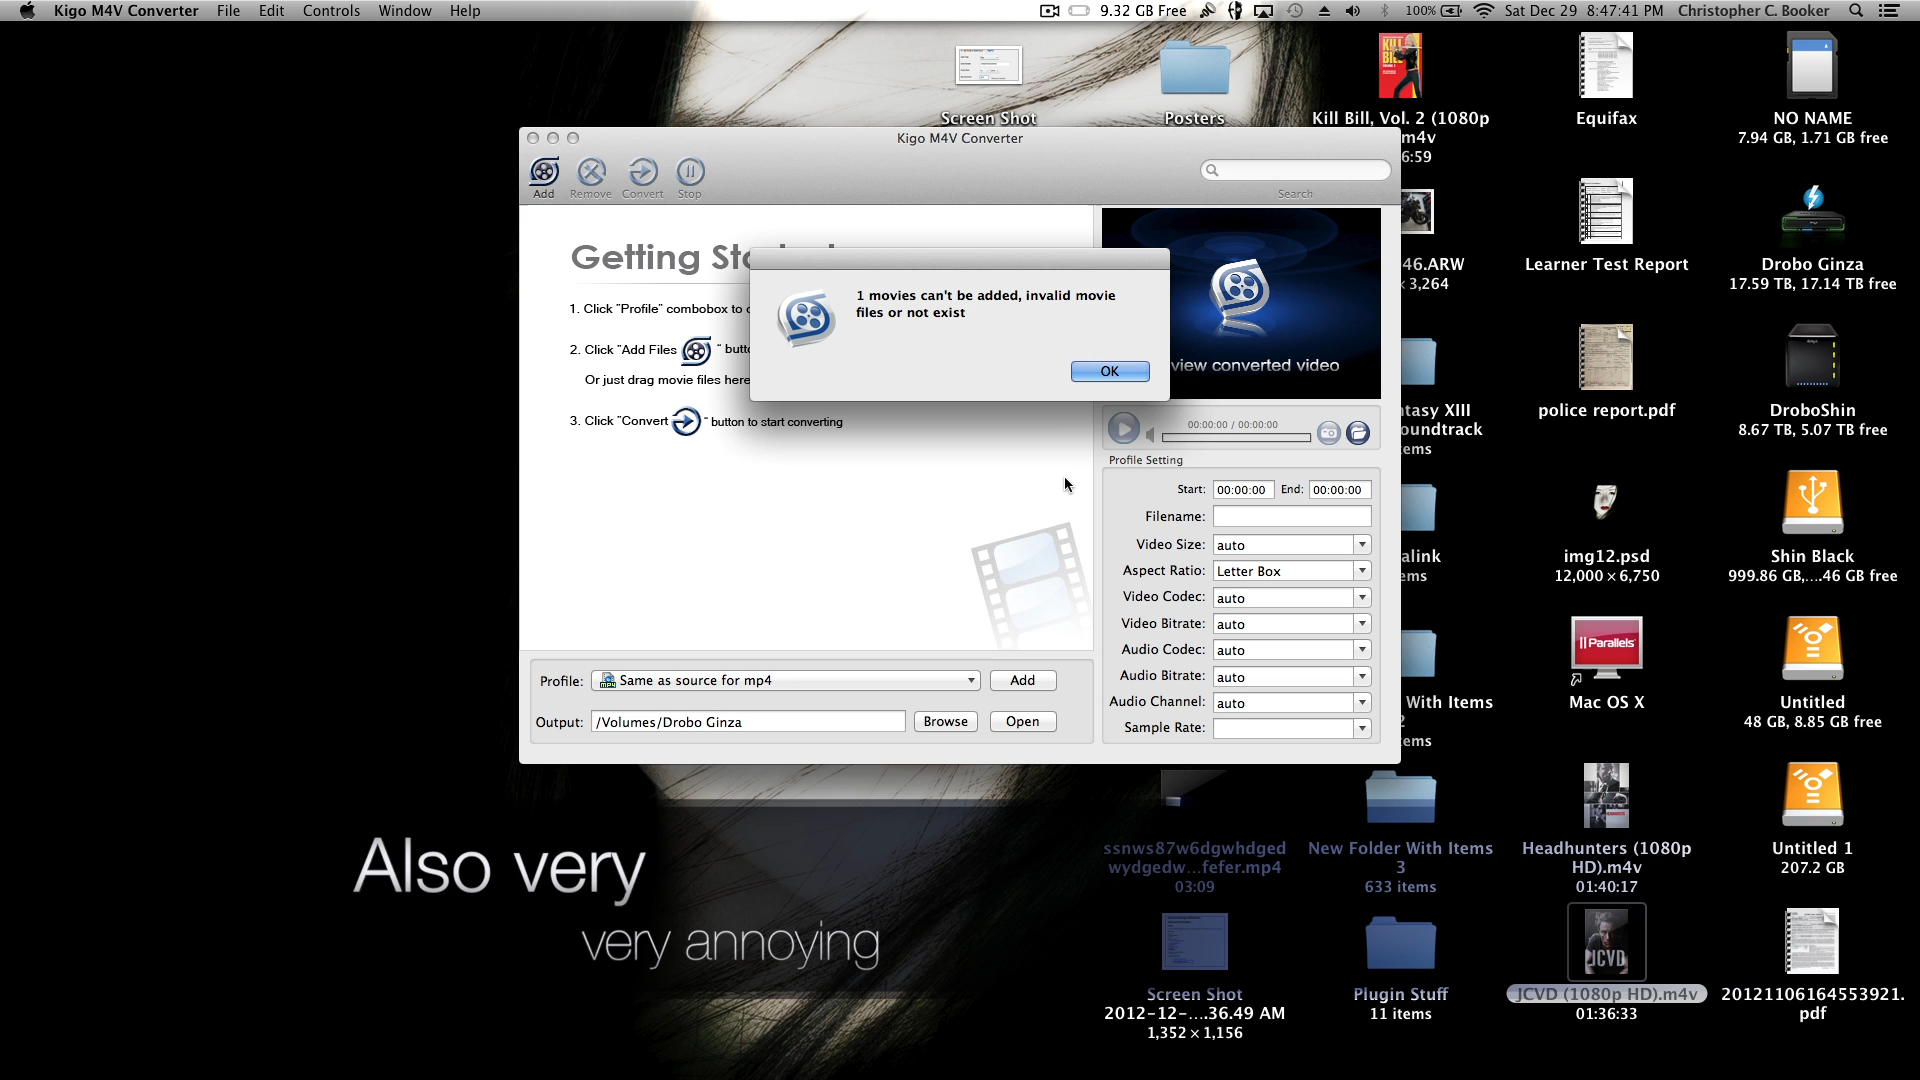 Kigo M4V Converter File Edit Controls Window Help
9.32 GB Free 100% Sat Dec 29 8:47:41 PM Christopher C. Booker
Screen Shot
Posters
Kill Bill, Vol. 2 (1080p
m4v
6:59
Equifax
NO NAME
7.94 GB, 1.71 GB free
Kigo M4V Converter
Add Remove Convert Stop
Search
Getting
1. Click "Profile" combobox to
2. Click "Add Files
Or just drag movie files here
3. Click "Convert " button to start converting
1 movies can't be added, invalid movie
files or not exist
OK
view converted video
00:00:00 / 00:00:00
Profile Setting
Start: 00:00:00 End: 00:00:00
Filename:
Video Size: auto
Aspect Ratio: Letter Box
Video Codec: auto
Video Bitrate: auto
Audio Codec: auto
Audio Bitrate: auto
Audio Channel: auto
Sample Rate:
Profile: Same as source for mp4 Add
Output: /Volumes/Drobo Ginza Browse Open
46.ARW
× 3,264
Learner Test Report
Drobo Ginza
17.59 TB, 17.14 TB free
KILL
BILL
ntasy XIII
oundtrack
ems
police report.pdf
DroboShin
8.67 TB, 5.07 TB free
alink
ems
img12.psd
12,000 × 6,750
Shin Black
999.86 GB,....46 GB free
With Items
2
ems
Parallels
Mac OS X
Untitled
48 GB, 8.85 GB free
ssnws87w6dgwhdged
wydgedw...fefer.mp4
03:09
New Folder With Items
3
633 items
Headhunters (1080p
HD).m4v
01:40:17
Untitled 1
207.2 GB
Also very
very annoying
Screen Shot
2012-12-....36.49 AM
1,352 × 1,156
Plugin Stuff
11 items
JCVD
JCVD (1080p HD).m4v
01:36:33
20121106164553921.
pdf